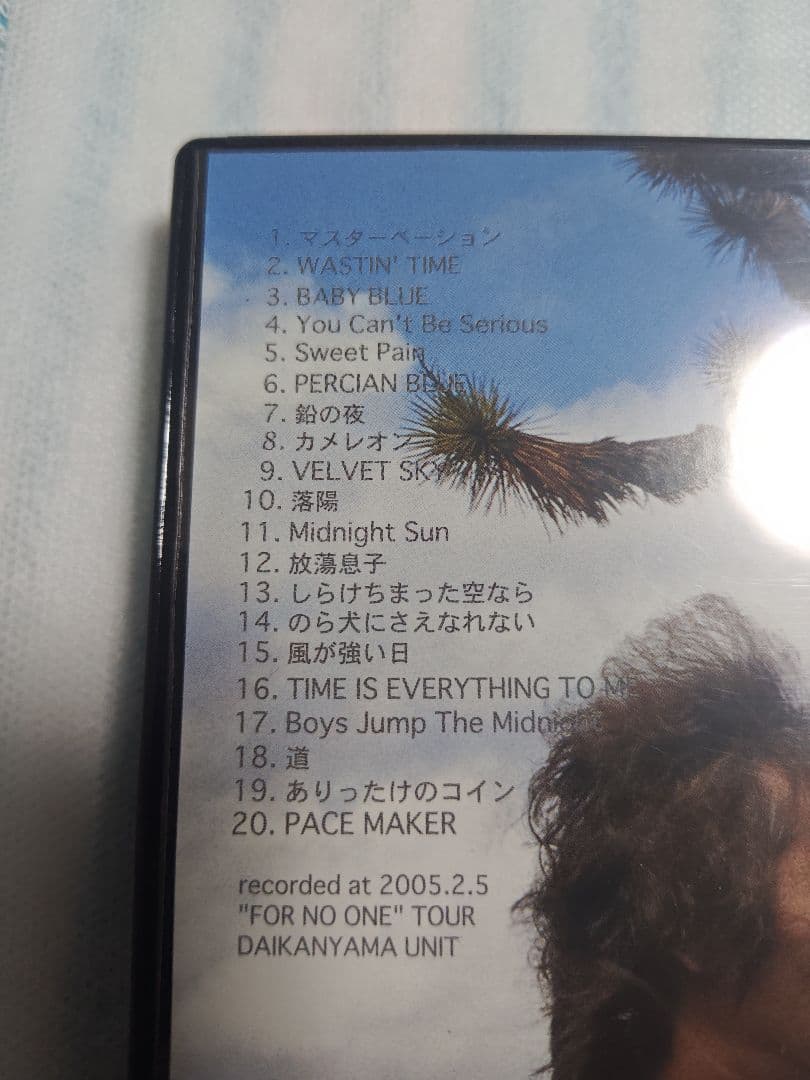 1. マスターベーション
2. WASTIN' TIME
3. BABY BLUE
4. You Can't Be Serious
5. Sweet Pain
6. PERCIAN BLUE
7. 鉛の夜
8. カメレオン
9. VELVET SKY
10. 落陽
11. Midnight Sun
12. 放蕩息子
13. しらけちまった空なら
14. のら犬にさえなれない
15. 風が強い日
16. TIME IS EVERYTHING TO ME
17. Boys Jump The Midnight
18. 道
19. ありったけのコイン
20. PACE MAKER
recorded at 2005.2.5
"FOR NO ONE" TOUR
DAIKANYAMA UNIT